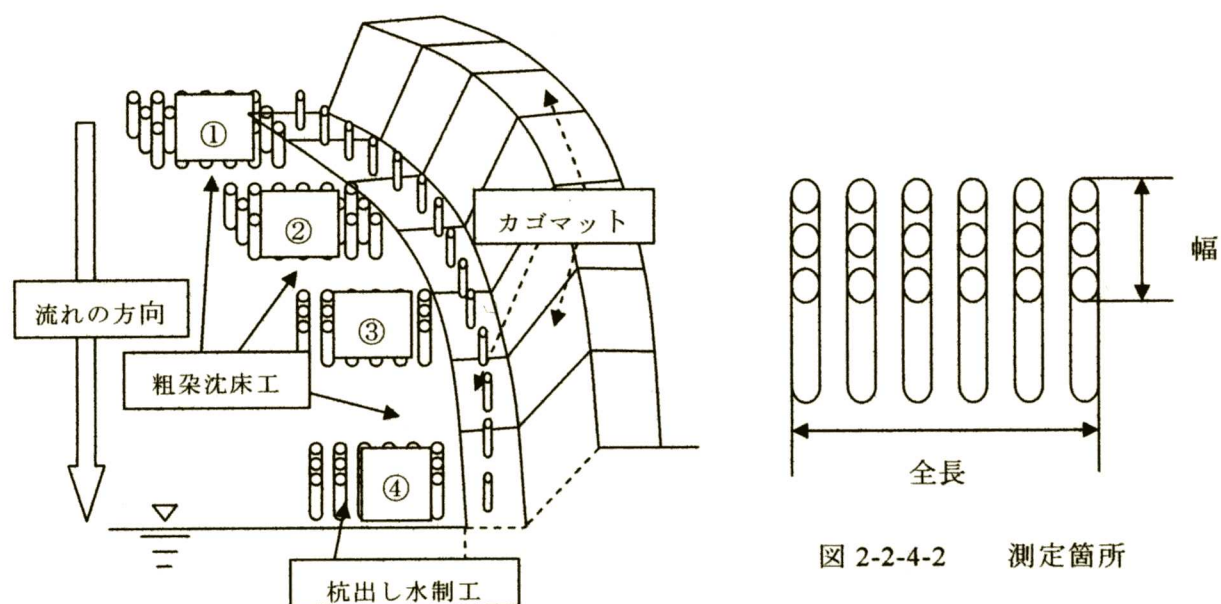 ①
②
カゴマット
幅
流れの方向
③
粗朶沈床工
全長
④
図 2-2-4-2 測定箇所
杭出し水制工